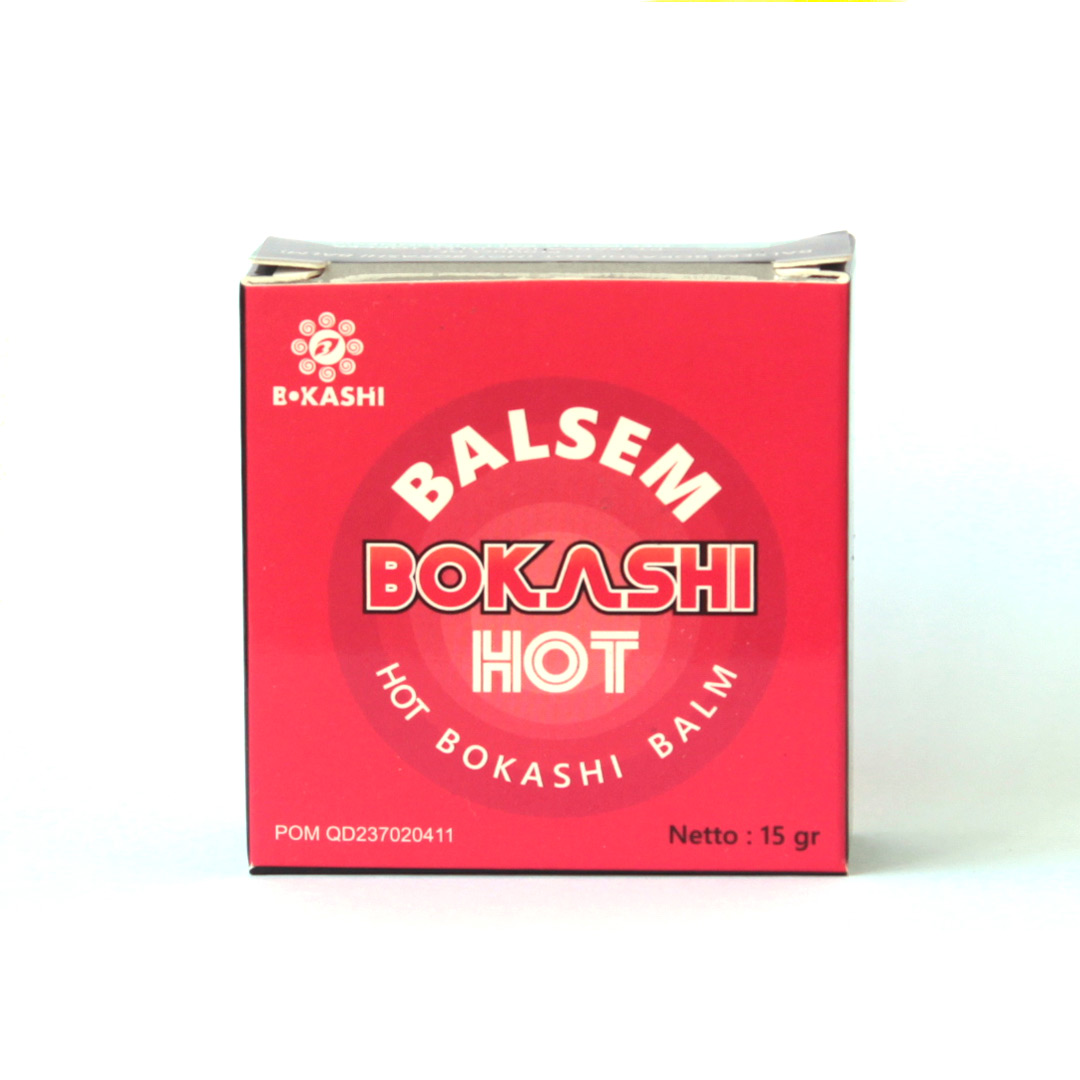 B•KASHI
BALSEM
BOKASHI
HOT
HOT BOKASHI BALM
POM QD237020411
Netto : 15 gr